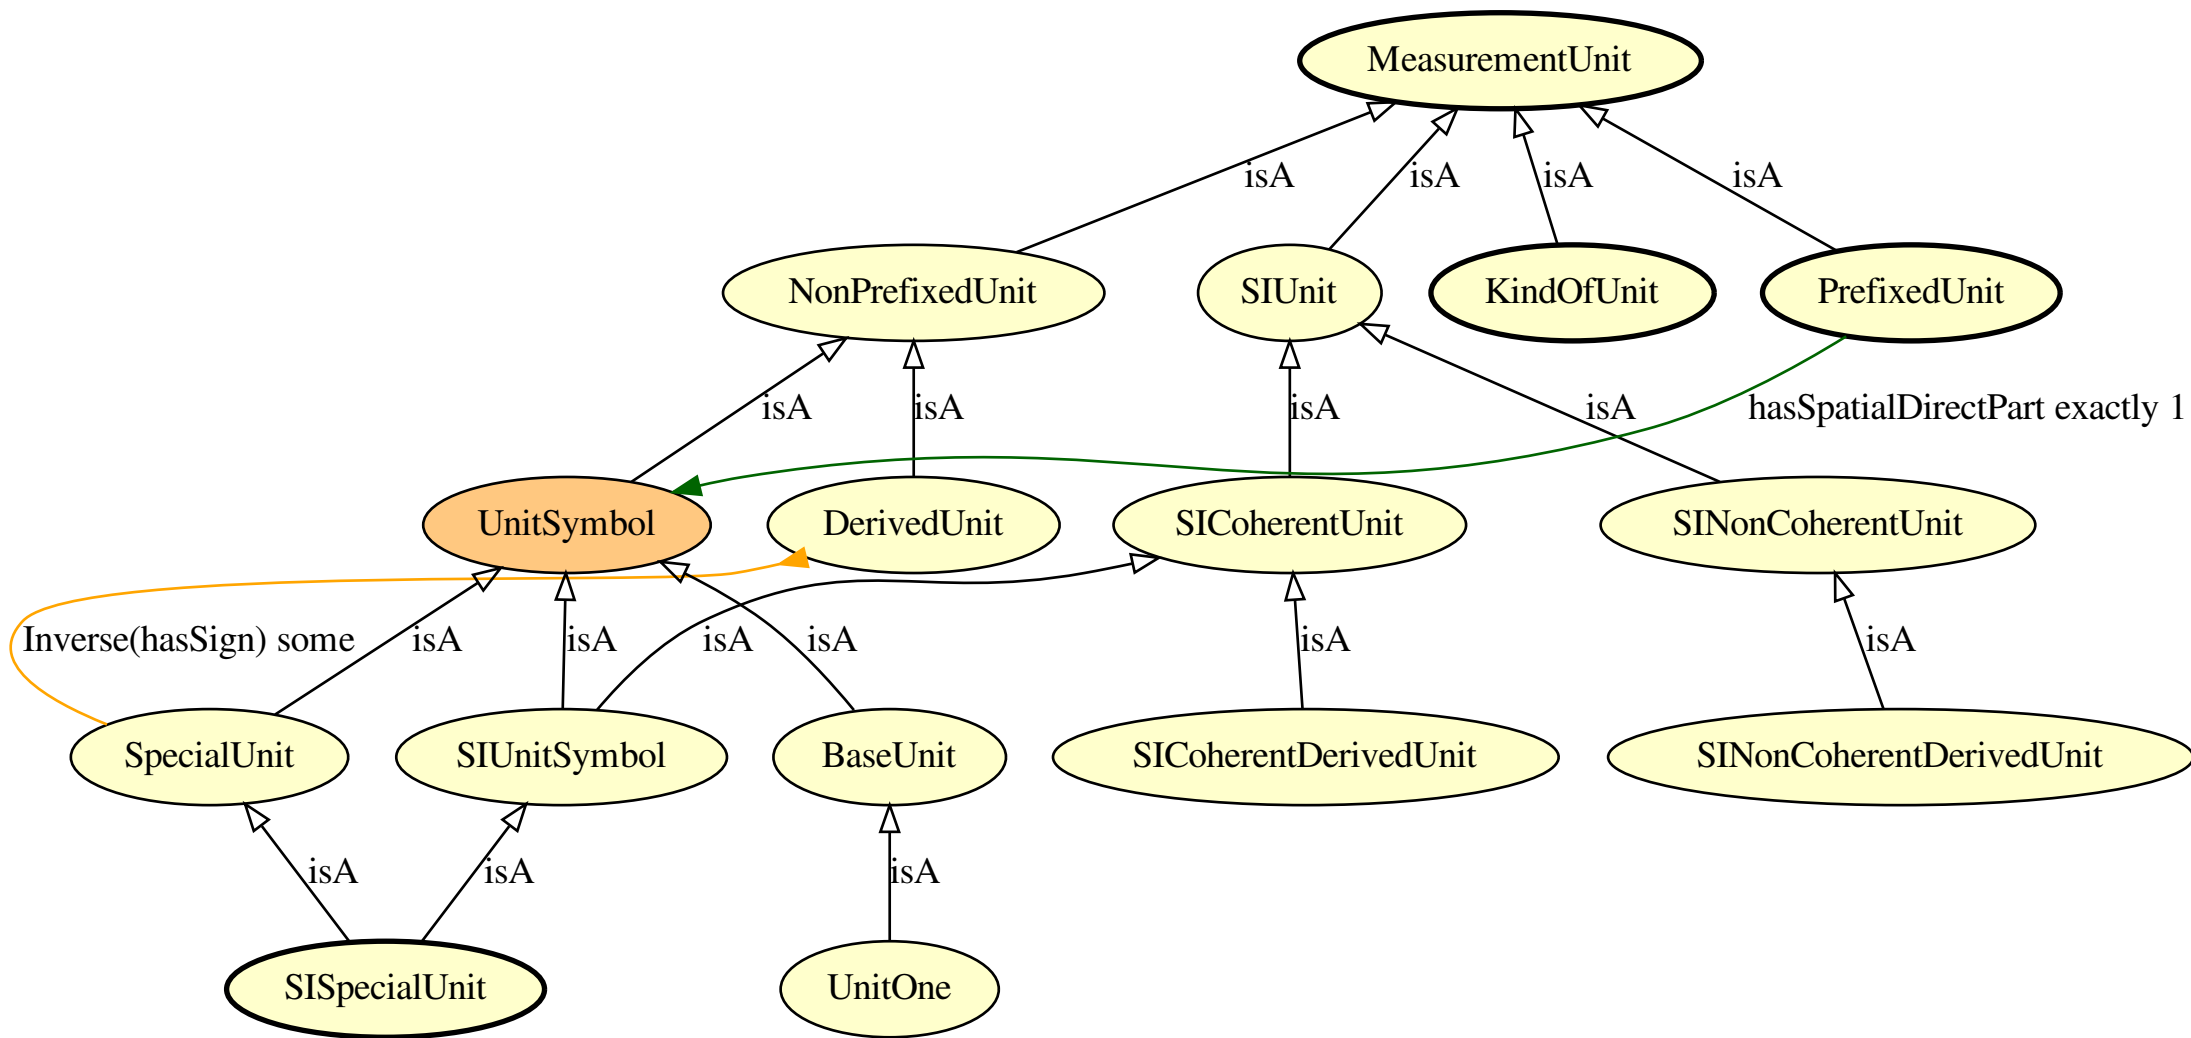 MeasurementUnit
isA
isA
isA
isA
NonPrefixedUnit
SIUnit
KindOfUnit
PrefixedUnit
isA
isA
isA
isA
hasSpatialDirectPart exactly 1
UnitSymbol
DerivedUnit
SICoherentUnit
SINonCoherentUnit
Inverse(hasSign) some
isA
isA
isA
isA
isA
isA
SpecialUnit
SIUnitSymbol
BaseUnit
SICoherentDerivedUnit
SINonCoherentDerivedUnit
isA
isA
isA
SISpecialUnit
UnitOne